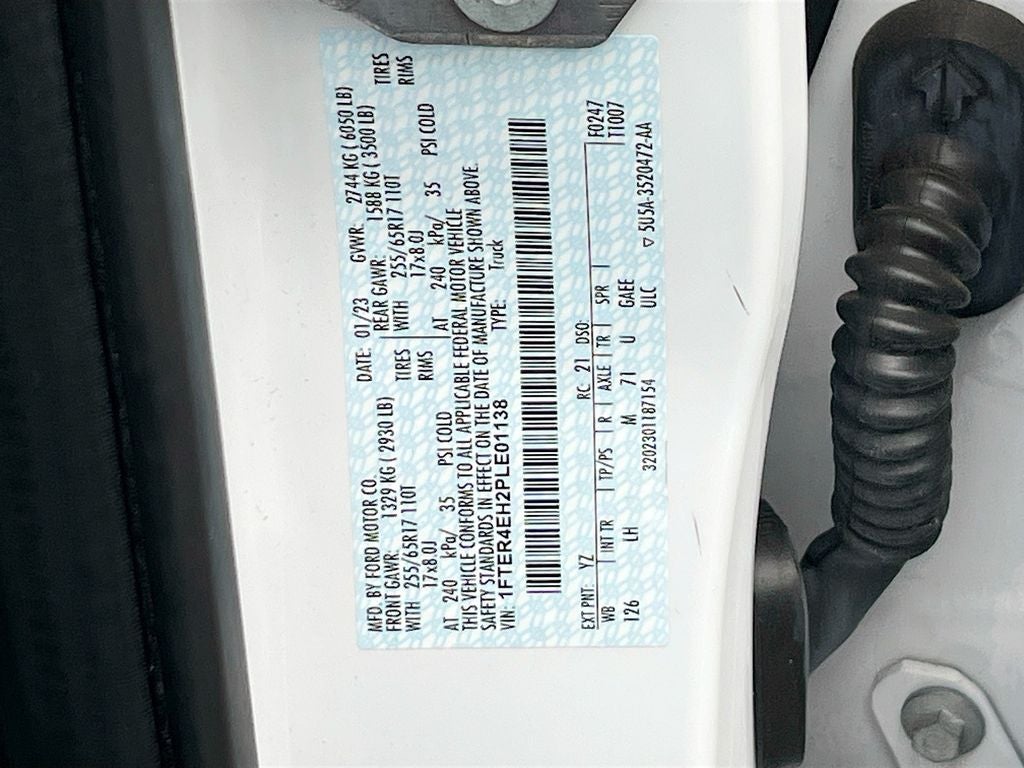 MFD. BY FORD MOTOR CO.
DATE: 01/23 GVWR: 2744 KG ( 6050 LB)
FRONT GAWR: 1329 KG ( 2930 LB)
REAR GAWR: 1588 KG ( 3500 LB)
WITH 255/65R17 110T TIRES
WITH 255/65R17 110T TIRES
17x8.0J RIMS
17x8.0J RIMS
AT 240 kPa/ 35 PSI COLD
AT 240 kPa/ 35 PSI COLD
THIS VEHICLE CONFORMS TO ALL APPLICABLE FEDERAL MOTOR VEHICLE
SAFETY STANDARDS IN EFFECT ON THE DATE OF MANUFACTURE SHOWN ABOVE.
VIN: 1FTER4EH2PLE01138 TYPE: Truck
EXT PNT: YZ RC: 21 DSO: F0247
WB INT TR TP/PS R AXLE TR SPR T1007
126 LH M 71 U GAEE
3202301187154 ULC ▽ 5U5A-3520472-AA